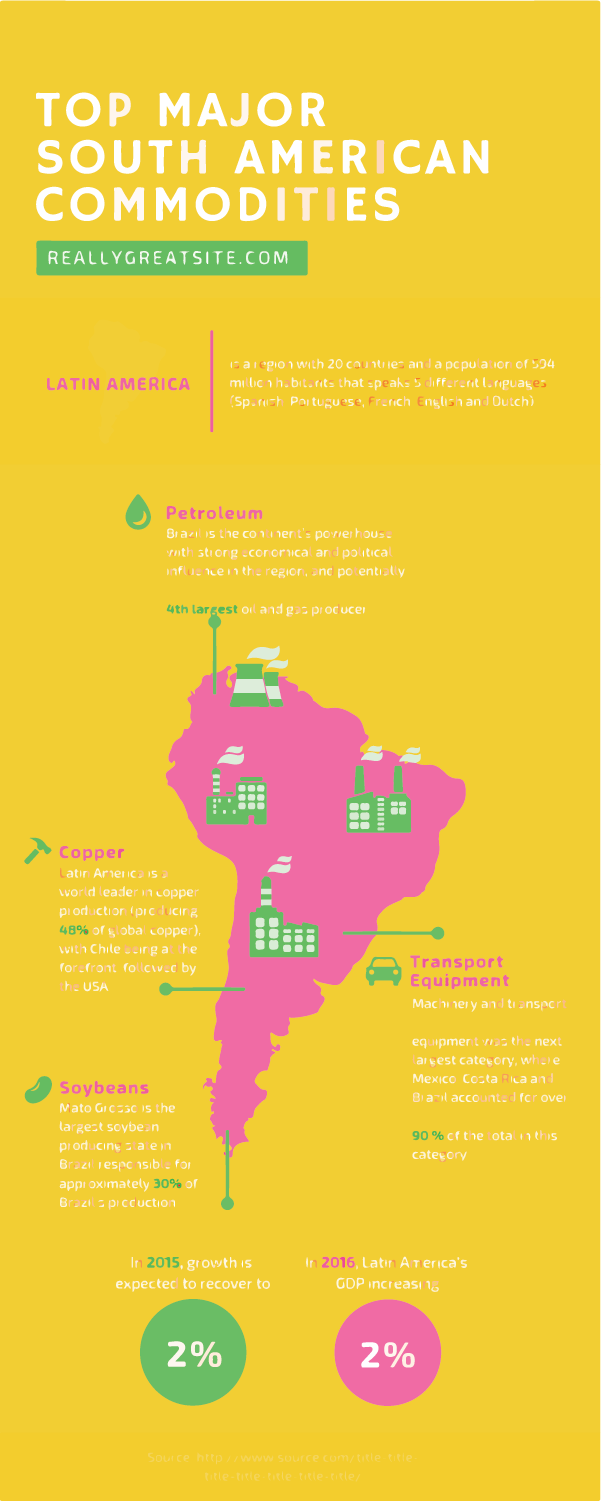 TOP MAJOR
SOUTH AMERICAN
COMMODITIES
REALLYGREATSITE.COM
LATIN AMERICA
is a region with 20 countries and a population of 594
million habitants that speaks 5 different languages
(Spanish, Portuguese, French, English and Dutch)
Petroleum
Brazil is the continent's powerhouse
with strong economical and political
influence in the region, and potentially
4th largest oil and gas producer
Copper
Latin America is a
world leader in copper
production (producing
48% of global copper),
with Chile being at the
forefront, followed by
the USA
Transport
Equipment
Machinery and transport
equipment was the next
largest category, where
Mexico, Costa Rica and
Brazil accounted for over
90 % of the total in this
category
Soybeans
Mato Grosso is the
largest soybean
producing state in
Brazil responsible for
approximately 30% of
Brazil's production
In 2015, growth is
expected to recover to
In 2016, Latin America's
GDP increasing
2%
2%
Source: http://www.source.com/title-title-
title-title-title-title-title/